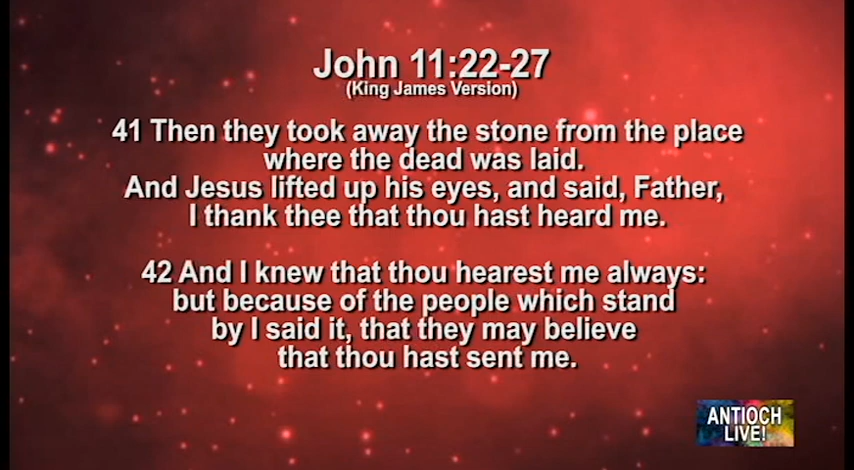 John 11:22-27
(King James Version)
41 Then they took away the stone from the place
where the dead was laid.
And Jesus lifted up his eyes, and said, Father,
I thank thee that thou hast heard me.
42 And I knew that thou hearest me always:
but because of the people which stand
by I said it, that they may believe
that thou hast sent me.
ANTIOCH
LIVE!